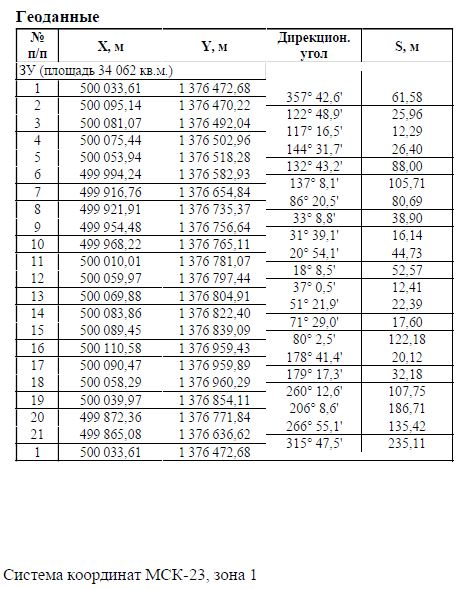 Геоданные
№ п/п X, м Y, м Дирекцион. угол S, м
ЗУ (площадь 34 062 кв.м.)
1 500 033,61 1 376 472,68
357° 42,6' 61,58
2 500 095,14 1 376 470,22
122° 48,9' 25,96
3 500 081,07 1 376 492,04
117° 16,5' 12,29
4 500 075,44 1 376 502,96
144° 31,7' 26,40
5 500 053,94 1 376 518,28
132° 43,2' 88,00
6 499 994,24 1 376 582,93
137° 8,1' 105,71
7 499 916,76 1 376 654,84
86° 20,5' 80,69
8 499 921,91 1 376 735,37
33° 8,8' 38,90
9 499 954,48 1 376 756,64
31° 39,1' 16,14
10 499 968,22 1 376 765,11
20° 54,1' 44,73
11 500 010,01 1 376 781,07
18° 8,5' 52,57
12 500 059,97 1 376 797,44
37° 0,5' 12,41
13 500 069,88 1 376 804,91
51° 21,9' 22,39
14 500 083,86 1 376 822,40
71° 29,0' 17,60
15 500 089,45 1 376 839,09
80° 2,5' 122,18
16 500 110,58 1 376 959,43
178° 41,4' 20,12
17 500 090,47 1 376 959,89
179° 17,3' 32,18
18 500 058,29 1 376 960,29
260° 12,6' 107,75
19 500 039,97 1 376 854,11
206° 8,6' 186,71
20 499 872,36 1 376 771,84
266° 55,1' 135,42
21 499 865,08 1 376 636,62
315° 47,5' 235,11
1 500 033,61 1 376 472,68
Система координат МСК-23, зона 1